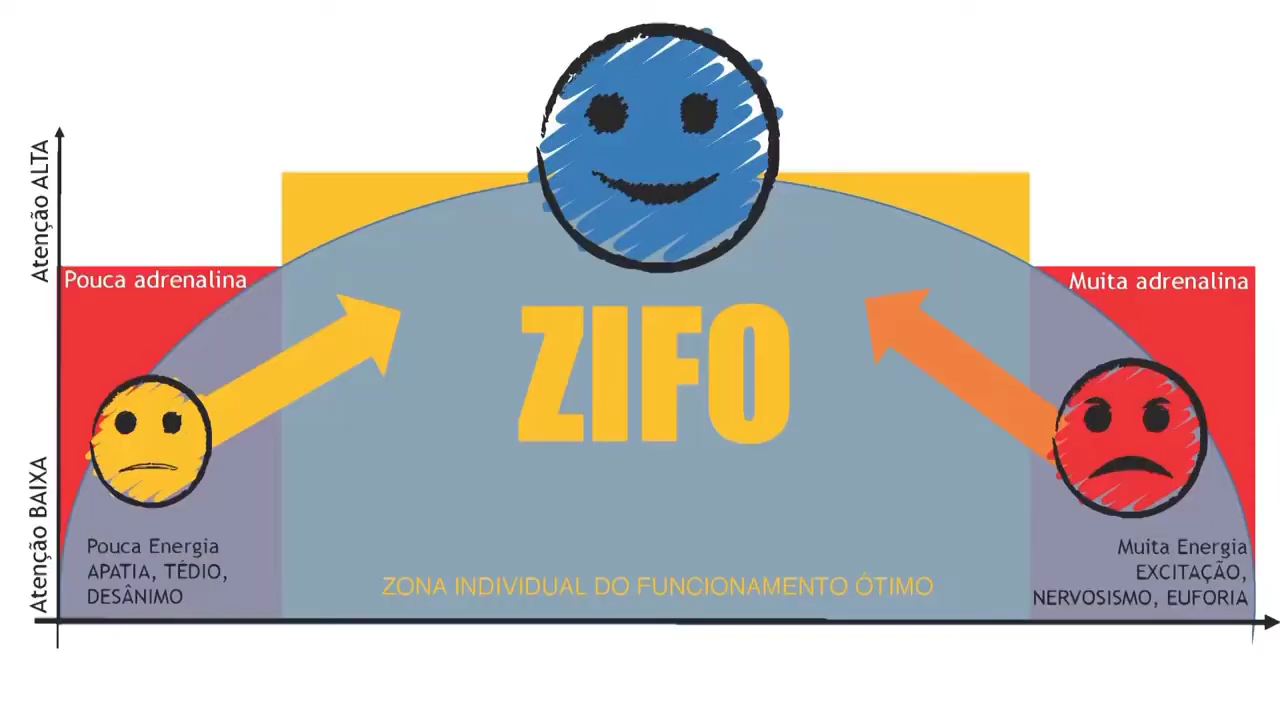 Atenção ALTA
Atenção BAIXA
Pouca adrenalina
Muita adrenalina
ZIFO
Pouca Energia
APATIA, TÉDIO,
DESÂNIMO
ZONA INDIVIDUAL DO FUNCIONAMENTO ÓTIMO
Muita Energia
EXCITAÇÃO,
NERVOSISMO, EUFORIA